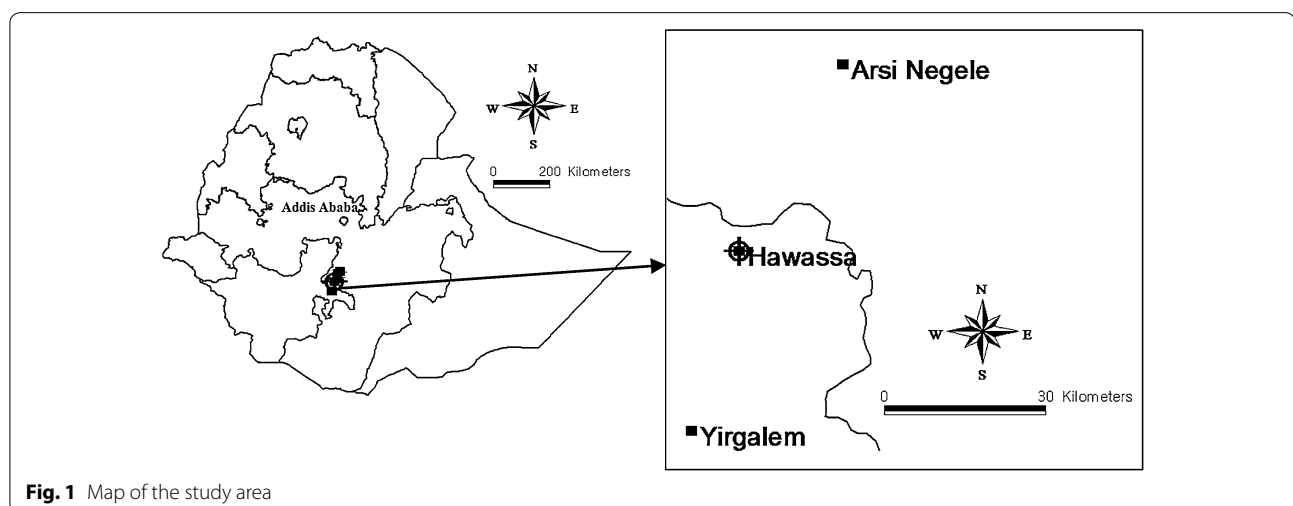 N
W E
S
0 200 Kilometers
Addis Ababa
Arsi Negele
Hawassa
N
W E
S
0 30 Kilometers
Yirgalem
Fig. 1 Map of the study area